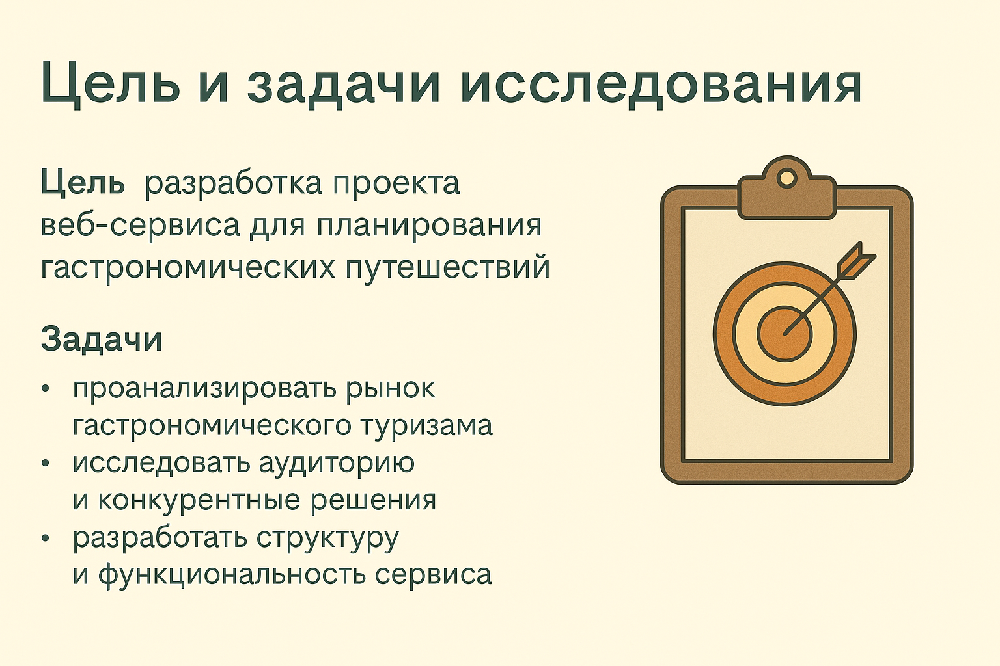 Цель и задачи исследования
Цель разработка проекта
веб-сервиса для планирования
гастрономических путешествий
Задачи
• проанализировать рынок
гастрономического туризама
• исследовать аудиторию
и конкурентные решения
• разработать структуру
и функциональность сервиса